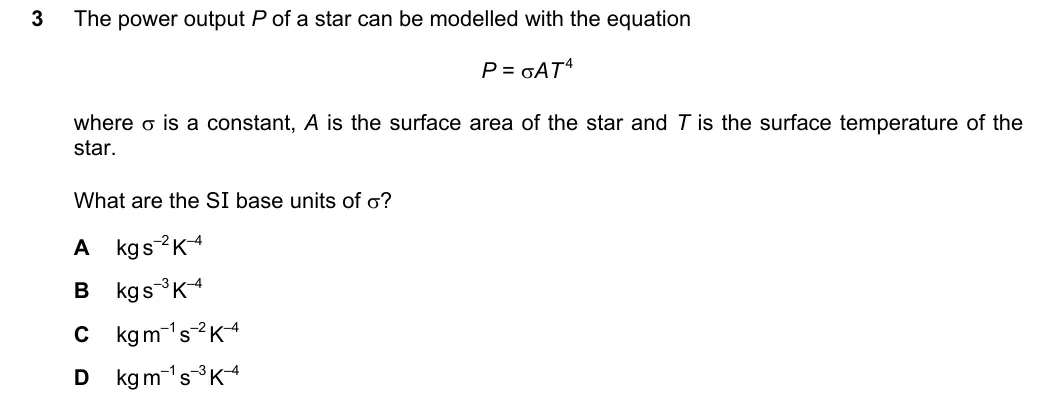 3 The power output P of a star can be modelled with the equation
P = σAT⁴
where σ is a constant, A is the surface area of the star and T is the surface temperature of the
star.
What are the SI base units of σ?
A kg s⁻² K⁻⁴
B kg s⁻³ K⁻⁴
C kg m⁻¹ s⁻² K⁻⁴
D kg m⁻¹ s⁻³ K⁻⁴